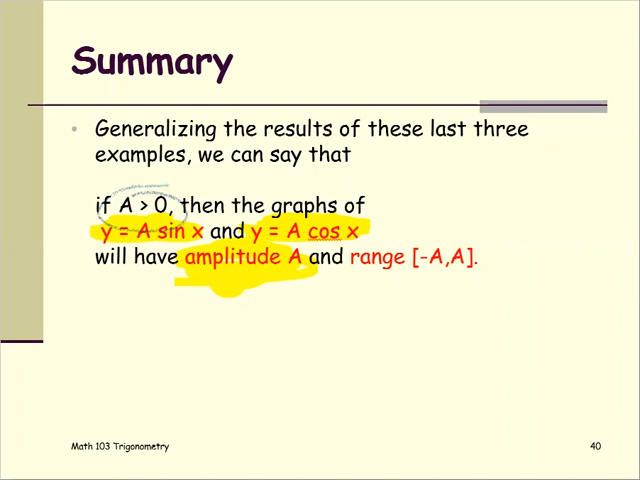 Summary
• Generalizing the results of these last three
examples, we can say that
if A > 0, then the graphs of
y = A sin x and y = A cos x
will have amplitude A and range [-A,A].
Math 103 Trigonometry
40